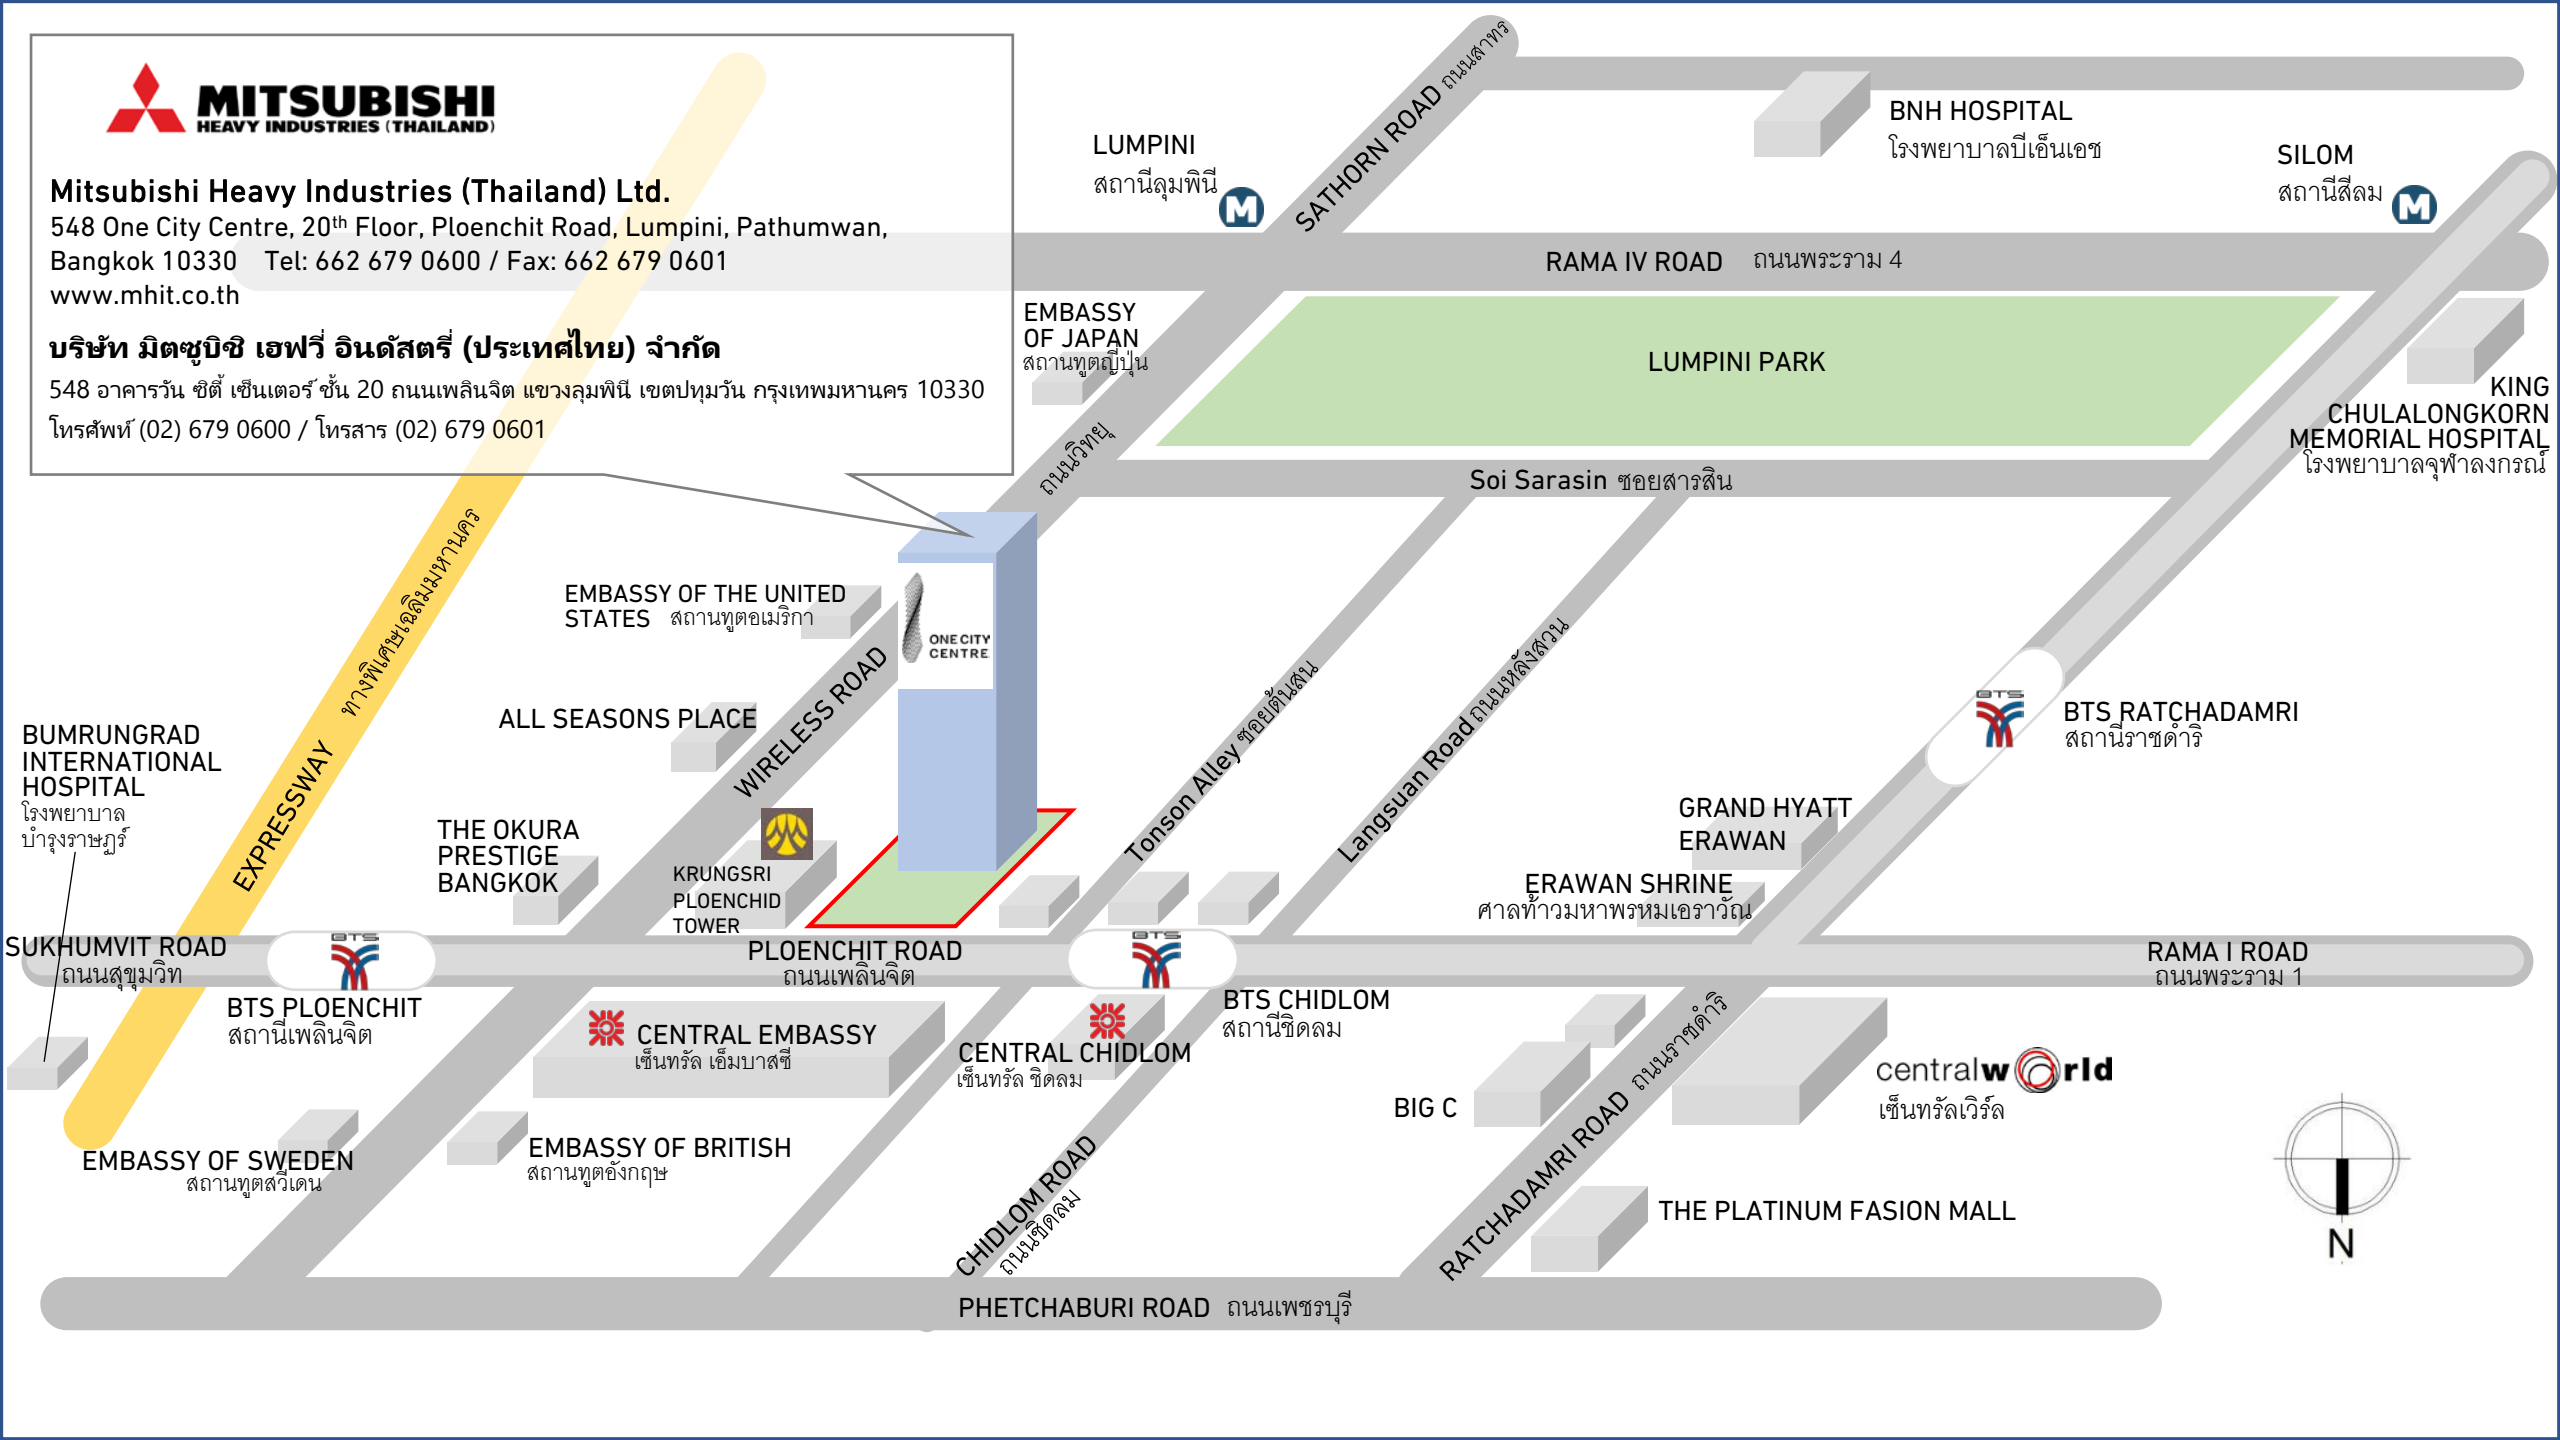 MITSUBISHI
HEAVY INDUSTRIES (THAILAND)
Mitsubishi Heavy Industries (Thailand) Ltd.
548 One City Centre, 20th Floor, Ploenchit Road, Lumpini, Pathumwan,
Bangkok 10330 Tel: 662 679 0600 / Fax: 662 679 0601
www.mhit.co.th
บริษัท มิตซูบิชิ เฮฟวี่ อินดัสตรี่ (ประเทศไทย) จำกัด
548 อาคารวัน ซิตี้ เซ็นเตอร์ ชั้น 20 ถนนเพลินจิต แขวงลุมพินี เขตปทุมวัน กรุงเทพมหานคร 10330
โทรศัพท์ (02) 679 0600 / โทรสาร (02) 679 0601
SATHORN ROAD ถนนสาทร
BNH HOSPITAL
โรงพยาบาลบีเอ็นเอช
LUMPINI
สถานีลุมพินี
M
SILOM
สถานีสีลม
M
RAMA IV ROAD ถนนพระราม 4
EMBASSY
OF JAPAN
สถานทูตญี่ปุ่น
LUMPINI PARK
KING
CHULALONGKORN
MEMORIAL HOSPITAL
โรงพยาบาลจุฬาลงกรณ์
ถนนวิทยุ
Soi Sarasin ซอยสารสิน
EXPRESSWAY ทางพิเศษเฉลิมมหานคร
EMBASSY OF THE UNITED
STATES สถานทูตอเมริกา
ONE CITY
CENTRE
WIRELESS ROAD
ALL SEASONS PLACE
Tonson Alley ซอยต้นสน
Langsuan Road ถนนหลังสวน
BTS
BTS RATCHADAMRI
สถานีราชดำริ
BUMRUNGRAD
INTERNATIONAL
HOSPITAL
โรงพยาบาล
บำรุงราษฎร์
THE OKURA
PRESTIGE
BANGKOK
KRUNGSRI
PLOENCHID
TOWER
GRAND HYATT
ERAWAN
ERAWAN SHRINE
ศาลท้าวมหาพรหมเอราวัณ
SUKHUMVIT ROAD
ถนนสุขุมวิท
BTS
PLOENCHIT ROAD
ถนนเพลินจิต
BTS
RAMA I ROAD
ถนนพระราม 1
BTS PLOENCHIT
สถานีเพลินจิต
CENTRAL EMBASSY
เซ็นทรัล เอ็มบาสซี
CENTRAL CHIDLOM
เซ็นทรัล ชิดลม
BTS CHIDLOM
สถานีชิดลม
centralworld
เซ็นทรัลเวิร์ล
BIG C
RATCHADAMRI ROAD ถนนราชดำริ
EMBASSY OF SWEDEN
สถานทูตสวีเดน
EMBASSY OF BRITISH
สถานทูตอังกฤษ
CHIDLOM ROAD
ถนนชิดลม
THE PLATINUM FASION MALL
N
PHETCHABURI ROAD ถนนเพชรบุรี